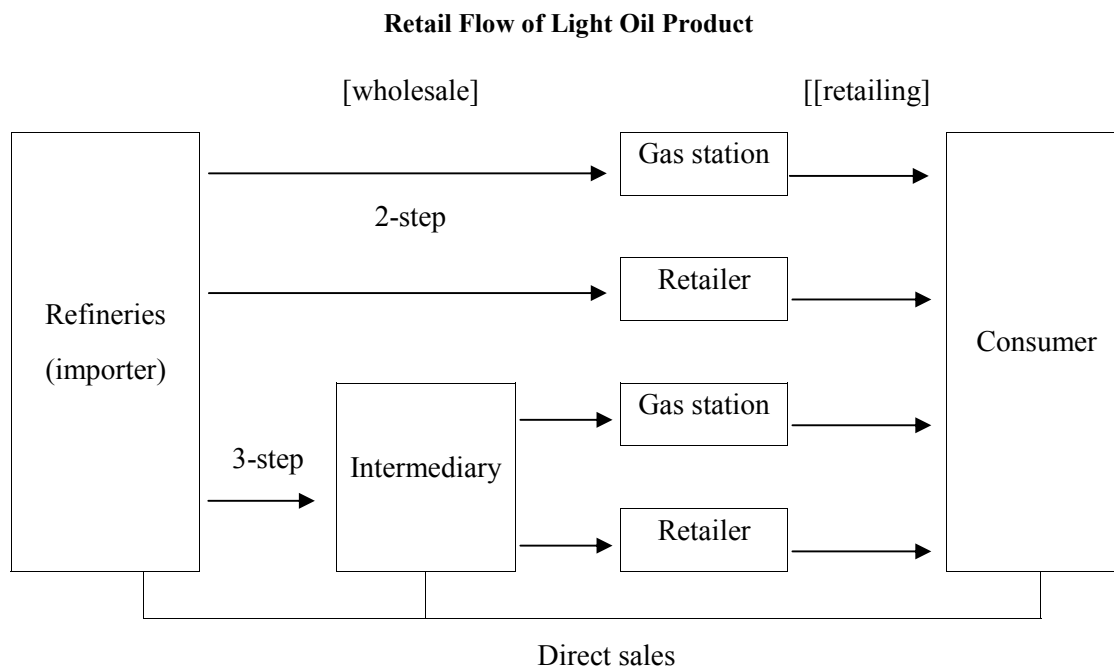 Retail Flow of Light Oil Product
[wholesale]
[[retailing]
Gas station
2-step
Retailer
Refineries
(importer)
Consumer
Gas station
3-step
Intermediary
Retailer
Direct sales